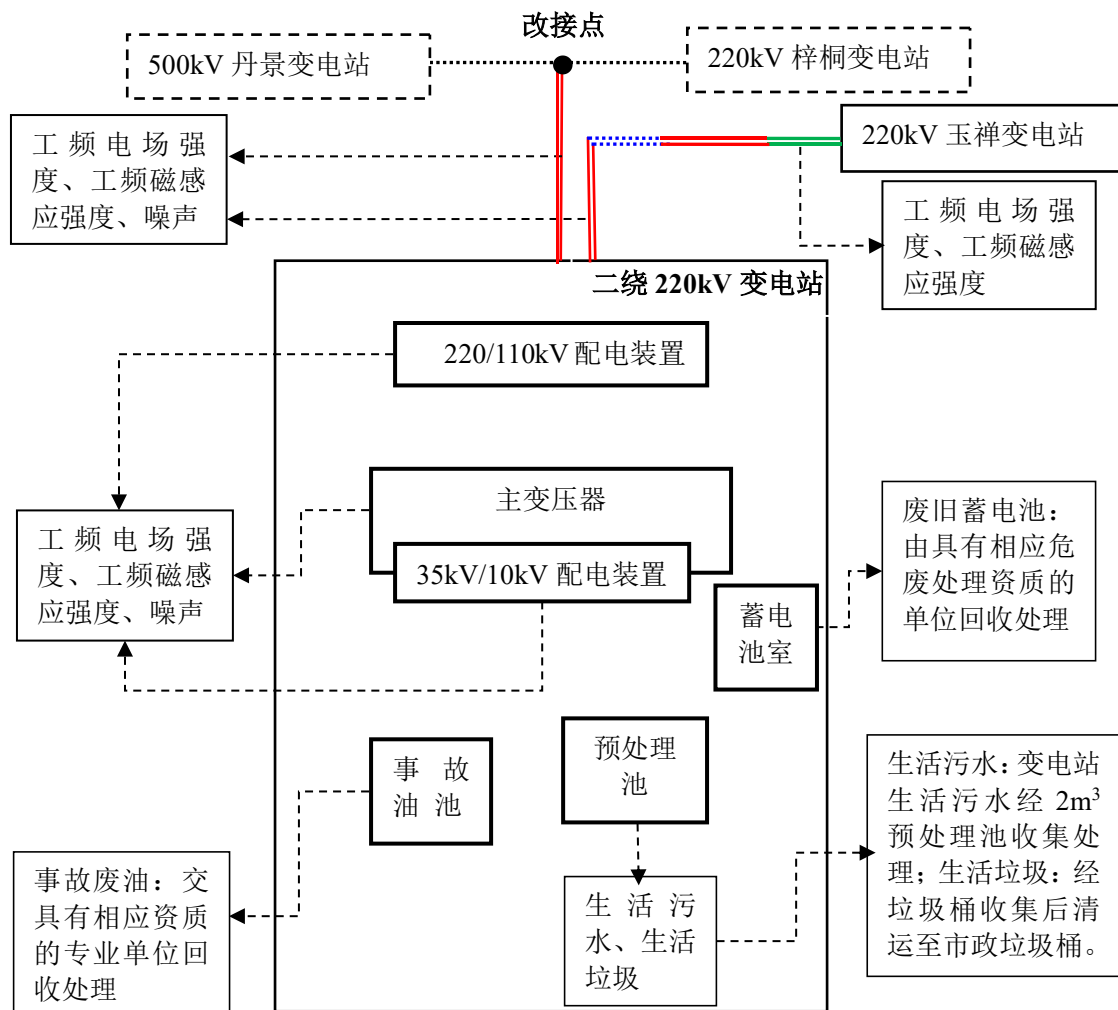 改接点
500kV 丹景变电站
220kV 梓桐变电站
220kV 玉禅变电站
工频电场强
度、工频磁感
应强度、噪声
工频电场强
度、工频磁感
应强度
二绕 220kV 变电站
220/110kV 配电装置
主变压器
35kV/10kV 配电装置
工频电场强
度、工频磁感
应强度、噪声
废旧蓄电池：
由具有相应危
废处理资质的
单位回收处理
蓄电
池室
事故
油池
预处理
池
生活污水：变电站
生活污水经 2m³
预处理池收集处
理；生活垃圾：经
垃圾桶收集后清
运至市政垃圾桶。
事故废油：交
具有相应资质
的专业单位回
收处理
生活污
水、生活
垃圾